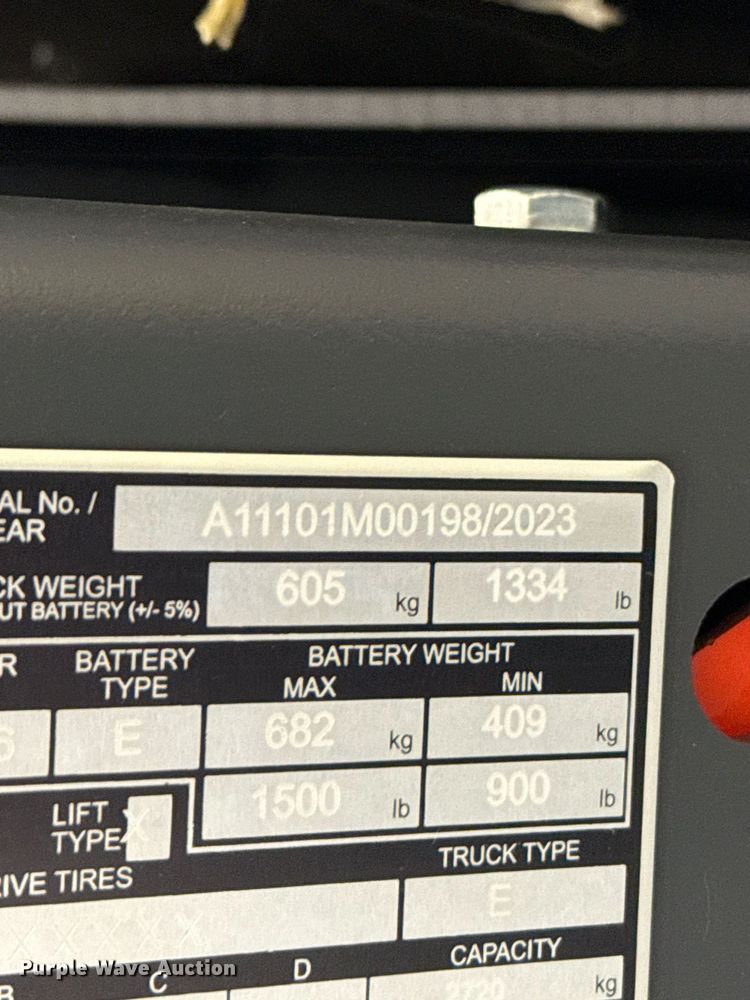 AL No. / A11101M00198/2023
EAR
CK WEIGHT 605 kg 1334 lb
UT BATTERY (+/- 5%)
R BATTERY TYPE BATTERY WEIGHT
MAX MIN
6 E 682 kg 409 kg
1500 lb 900 lb
LIFT TYPE X
TRUCK TYPE
IVE TIRES
E
CAPACITY
B C D
2720 kg
Purple Wave Auction